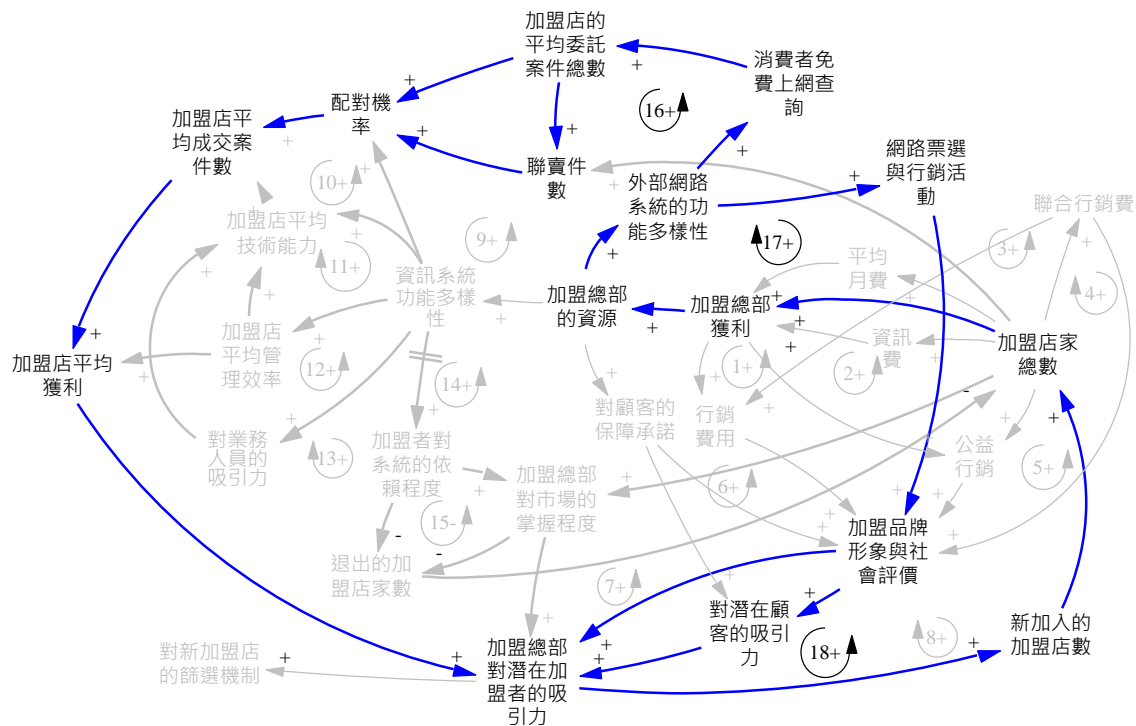 加盟店的
平均委託
案件總數
+
消費者免
費上網查
詢
+
配對機
率
16+
加盟店平
均成交案
件數
+
+
+
+
聯賣件
數
+
網路票選
與行銷活
動
+
10+
+
+
外部網路
系統的功
能多樣性
聯合行銷費
+
加盟店平均
技術能力
+
9+
17+
3+
+
11+
資訊系統
功能多樣
性
+
+
平均
月費
+
4+
+
加盟總部
的資源
+
加盟總部
獲利
+
+
+
+
加盟店
平均管
理效率
+
加盟店平均
獲利
+
+
12+
14+
1+
資訊費
2+
+
加盟店家
總數
-
+
+
對顧客的
保障承諾
+
行銷
費用
+
+
對業務
人員的
吸引力
+
13+
加盟者對
系統的依
賴程度
+
加盟總部
對市場的
掌握程度
+
6+
公益
行銷
+
5+
15-
-
-
+
+
+
+
+
加盟品牌
形象與社
會評價
+
退出的加
盟店家數
7+
+
+
對潛在顧
客的吸引
力
+
18+
8+
新加入的
加盟店數
+
對新加盟店
的篩選機制
+
加盟總部
對潛在加
盟者的吸
引力
+
+
+
+